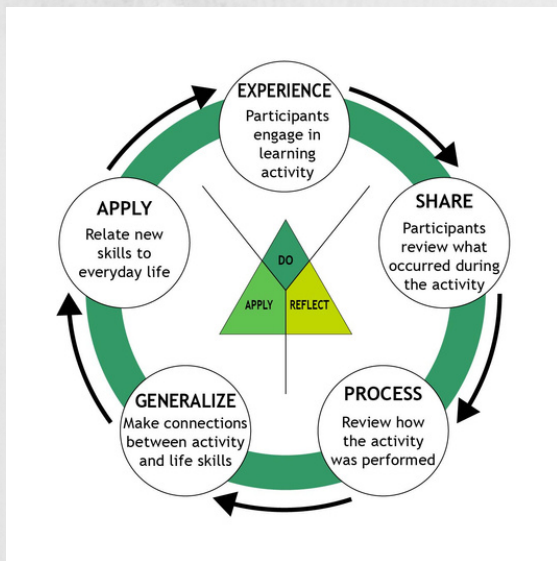 EXPERIENCE
Participants
engage in
learning
activity
SHARE
Participants
review what
occurred during
the activity
PROCESS
Review how
the activity
was performed
GENERALIZE
Make connections
between activity
and life skills
APPLY
Relate new
skills to
everyday life
DO
APPLY
REFLECT